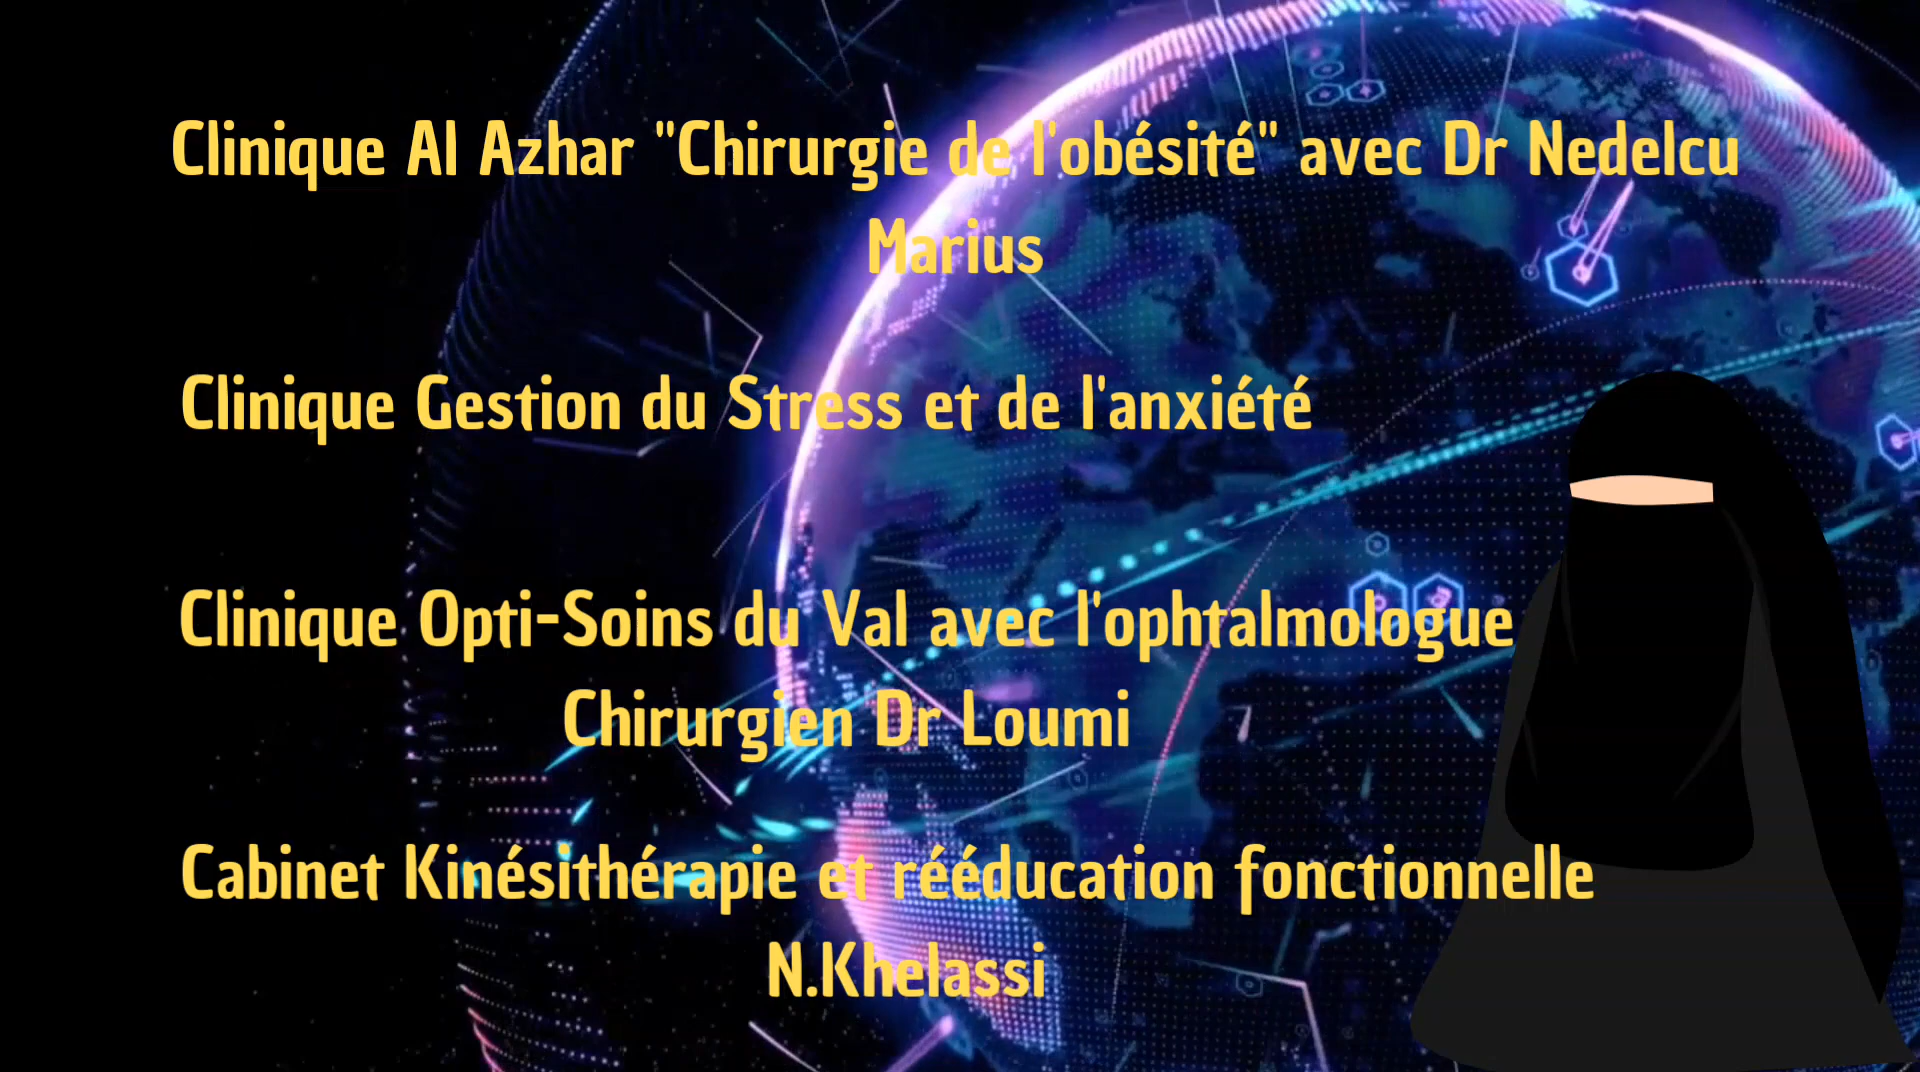 Clinique Al Azhar "Chirurgie de l'obésité" avec Dr Nedelcu
Marius
Clinique Gestion du Stress et de l'anxiété
Clinique Opti-Soins du Val avec l'ophtalmologue
Chirurgien Dr Loumi
Cabinet Kinésithérapie et rééducation fonctionnelle
N.Khelassi